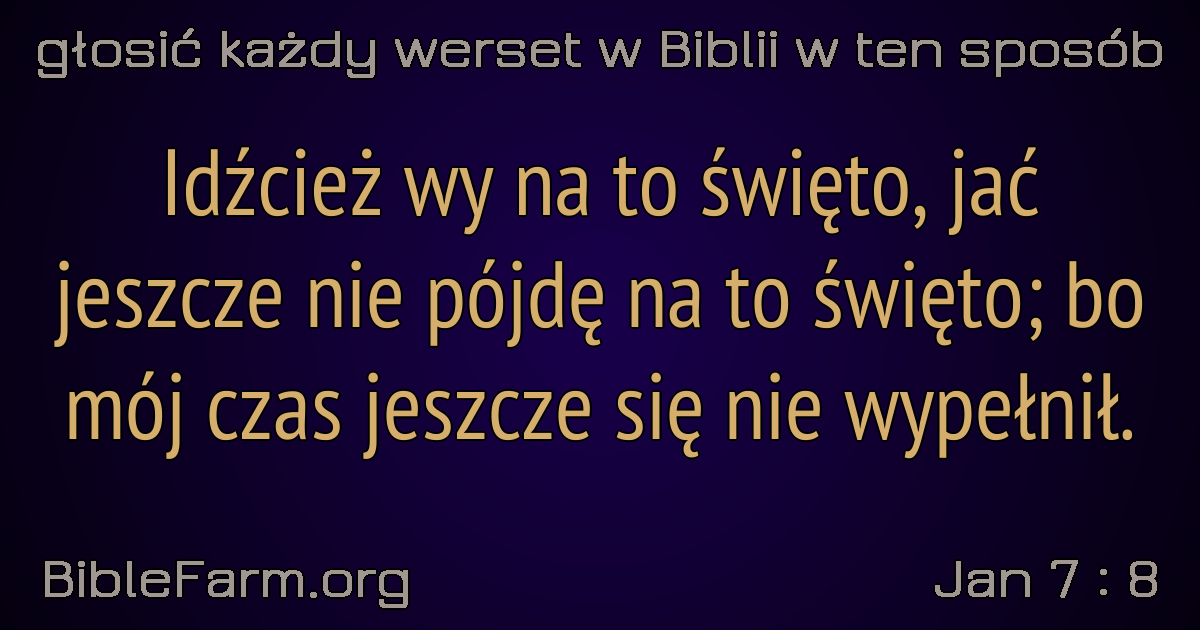 głosić każdy werset w Biblii w ten sposób
Idźcież wy na to święto, jać
jeszcze nie pójdę na to święto; bo
mój czas jeszcze się nie wypełnił.
BibleFarm.org
Jan 7 : 8